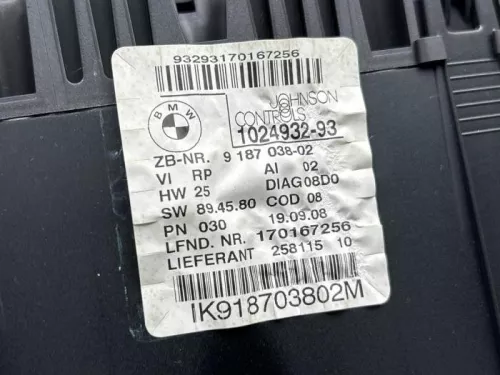 93293170167256
BMW
JOHNSON
CONTROLS
1024932-93
ZB-NR. 9 187 038-02
VI RP AI 02
HW 25 DIAG 08D0
SW 89.45.80 COD 08
PN 030 19.09.08
LFND. NR. 170167256
LIEFERANT 258115 10
IK918703802M